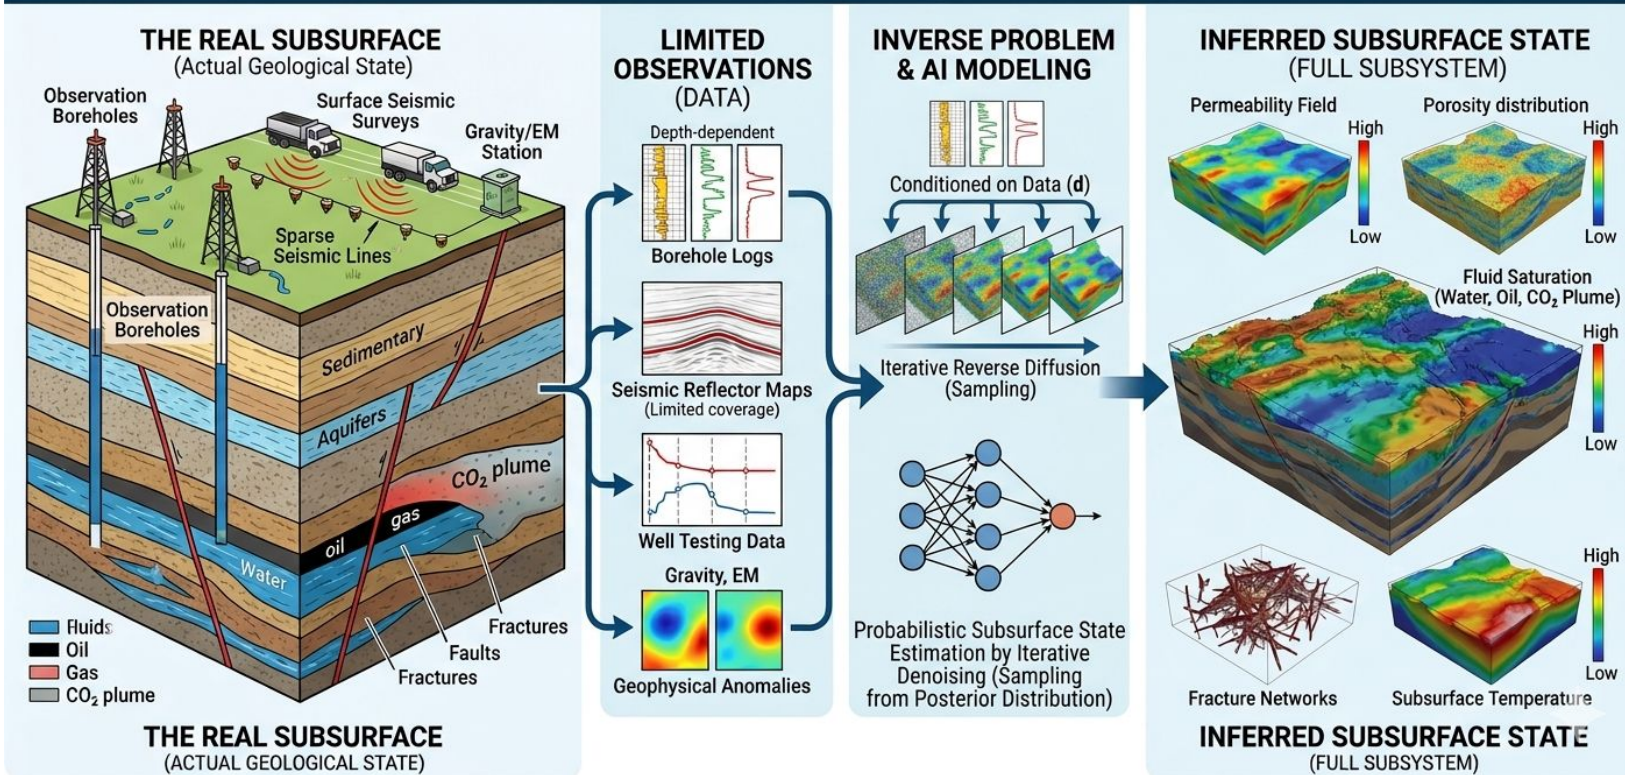 THE REAL SUBSURFACE
(Actual Geological State)
Observation
Boreholes
Surface Seismic
Surveys
Gravity/EM
Station
Sparse
Seismic Lines
Observation
Boreholes
Sedimentary
Aquifers
CO₂ plume
gas
oil
Water
Fractures
Faults
Fractures
Fluids
Oil
Gas
CO₂ plume
THE REAL SUBSURFACE
(ACTUAL GEOLOGICAL STATE)
LIMITED
OBSERVATIONS
(DATA)
Depth-dependent
Borehole Logs
Seismic Reflector Maps
(Limited coverage)
Well Testing Data
Gravity, EM
Geophysical Anomalies
INVERSE PROBLEM
& AI MODELING
Conditioned on Data (d)
Iterative Reverse Diffusion
(Sampling)
Probabilistic Subsurface State
Estimation by Iterative
Denoising (Sampling
from Posterior Distribution)
INFERRED SUBSURFACE STATE
(FULL SUBSYSTEM)
Permeability Field
High
Low
Porosity distribution
High
Low
Fluid Saturation
(Water, Oil, CO₂ Plume)
High
Low
Fracture Networks
High
Low
Subsurface Temperature
INFERRED SUBSURFACE STATE
(FULL SUBSYSTEM)